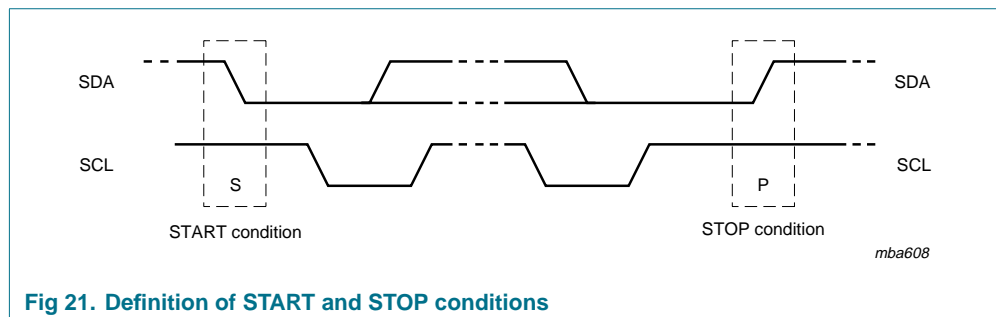 SDA
SDA
SCL
SCL
S
P
START condition
STOP condition
mba608
Fig 21. Definition of START and STOP conditions